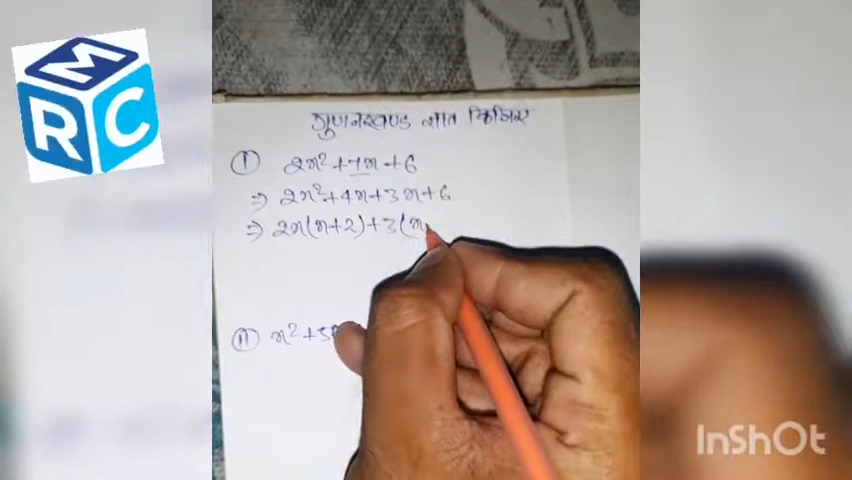 MRC
गुणनखण्ड ज्ञात किजिए
(I) 2x²+7x+6
⇒ 2x²+4x+3x+6
⇒ 2x(x+2)+3(x
(II) x²+5
InShOt